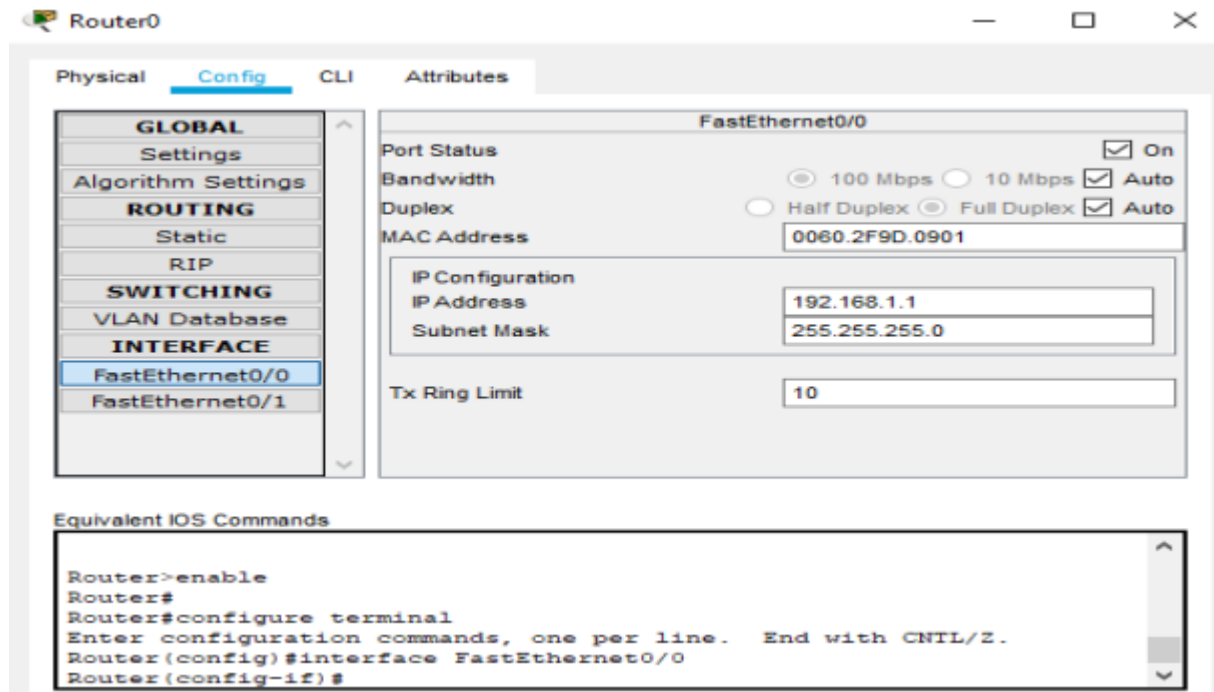 Router0
Physical Config CLI Attributes
GLOBAL
Settings
Algorithm Settings
ROUTING
Static
RIP
SWITCHING
VLAN Database
INTERFACE
FastEthernet0/0
FastEthernet0/1
FastEthernet0/0
Port Status On
Bandwidth 100 Mbps 10 Mbps Auto
Duplex Half Duplex Full Duplex Auto
MAC Address 0060.2F9D.0901
IP Configuration
IP Address 192.168.1.1
Subnet Mask 255.255.255.0
Tx Ring Limit 10
Equivalent IOS Commands
Router>enable
Router#
Router#configure terminal
Enter configuration commands, one per line. End with CNTL/Z.
Router(config)#interface FastEthernet0/0
Router(config-if)#